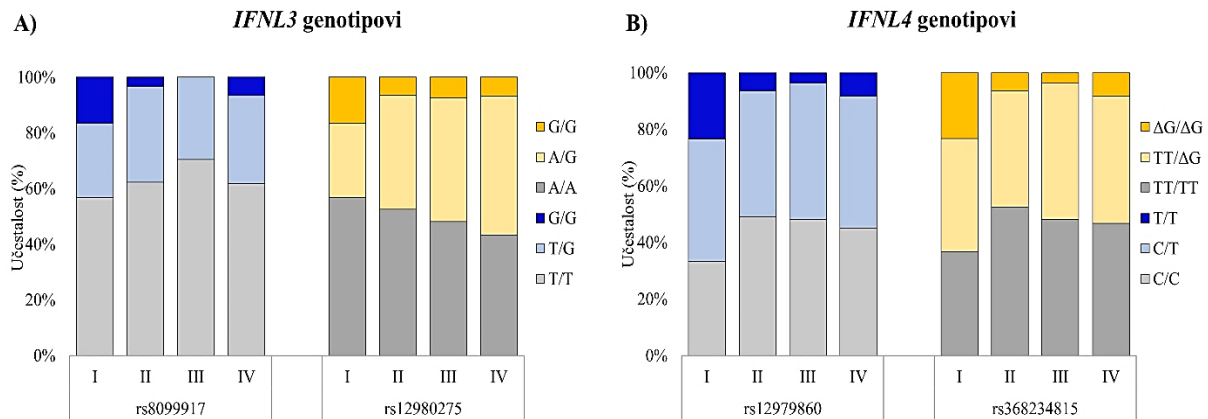 A)
IFNL3 genotipovi
Učestalost (%)
100%
80%
60%
40%
20%
0%
I II III IV I II III IV
rs8099917 rs12980275
G/G
A/G
A/A
G/G
T/G
T/T
B)
IFNL4 genotipovi
Učestalost (%)
100%
80%
60%
40%
20%
0%
I II III IV I II III IV
rs12979860 rs368234815
ΔG/ΔG
TT/ΔG
TT/TT
T/T
C/T
C/C